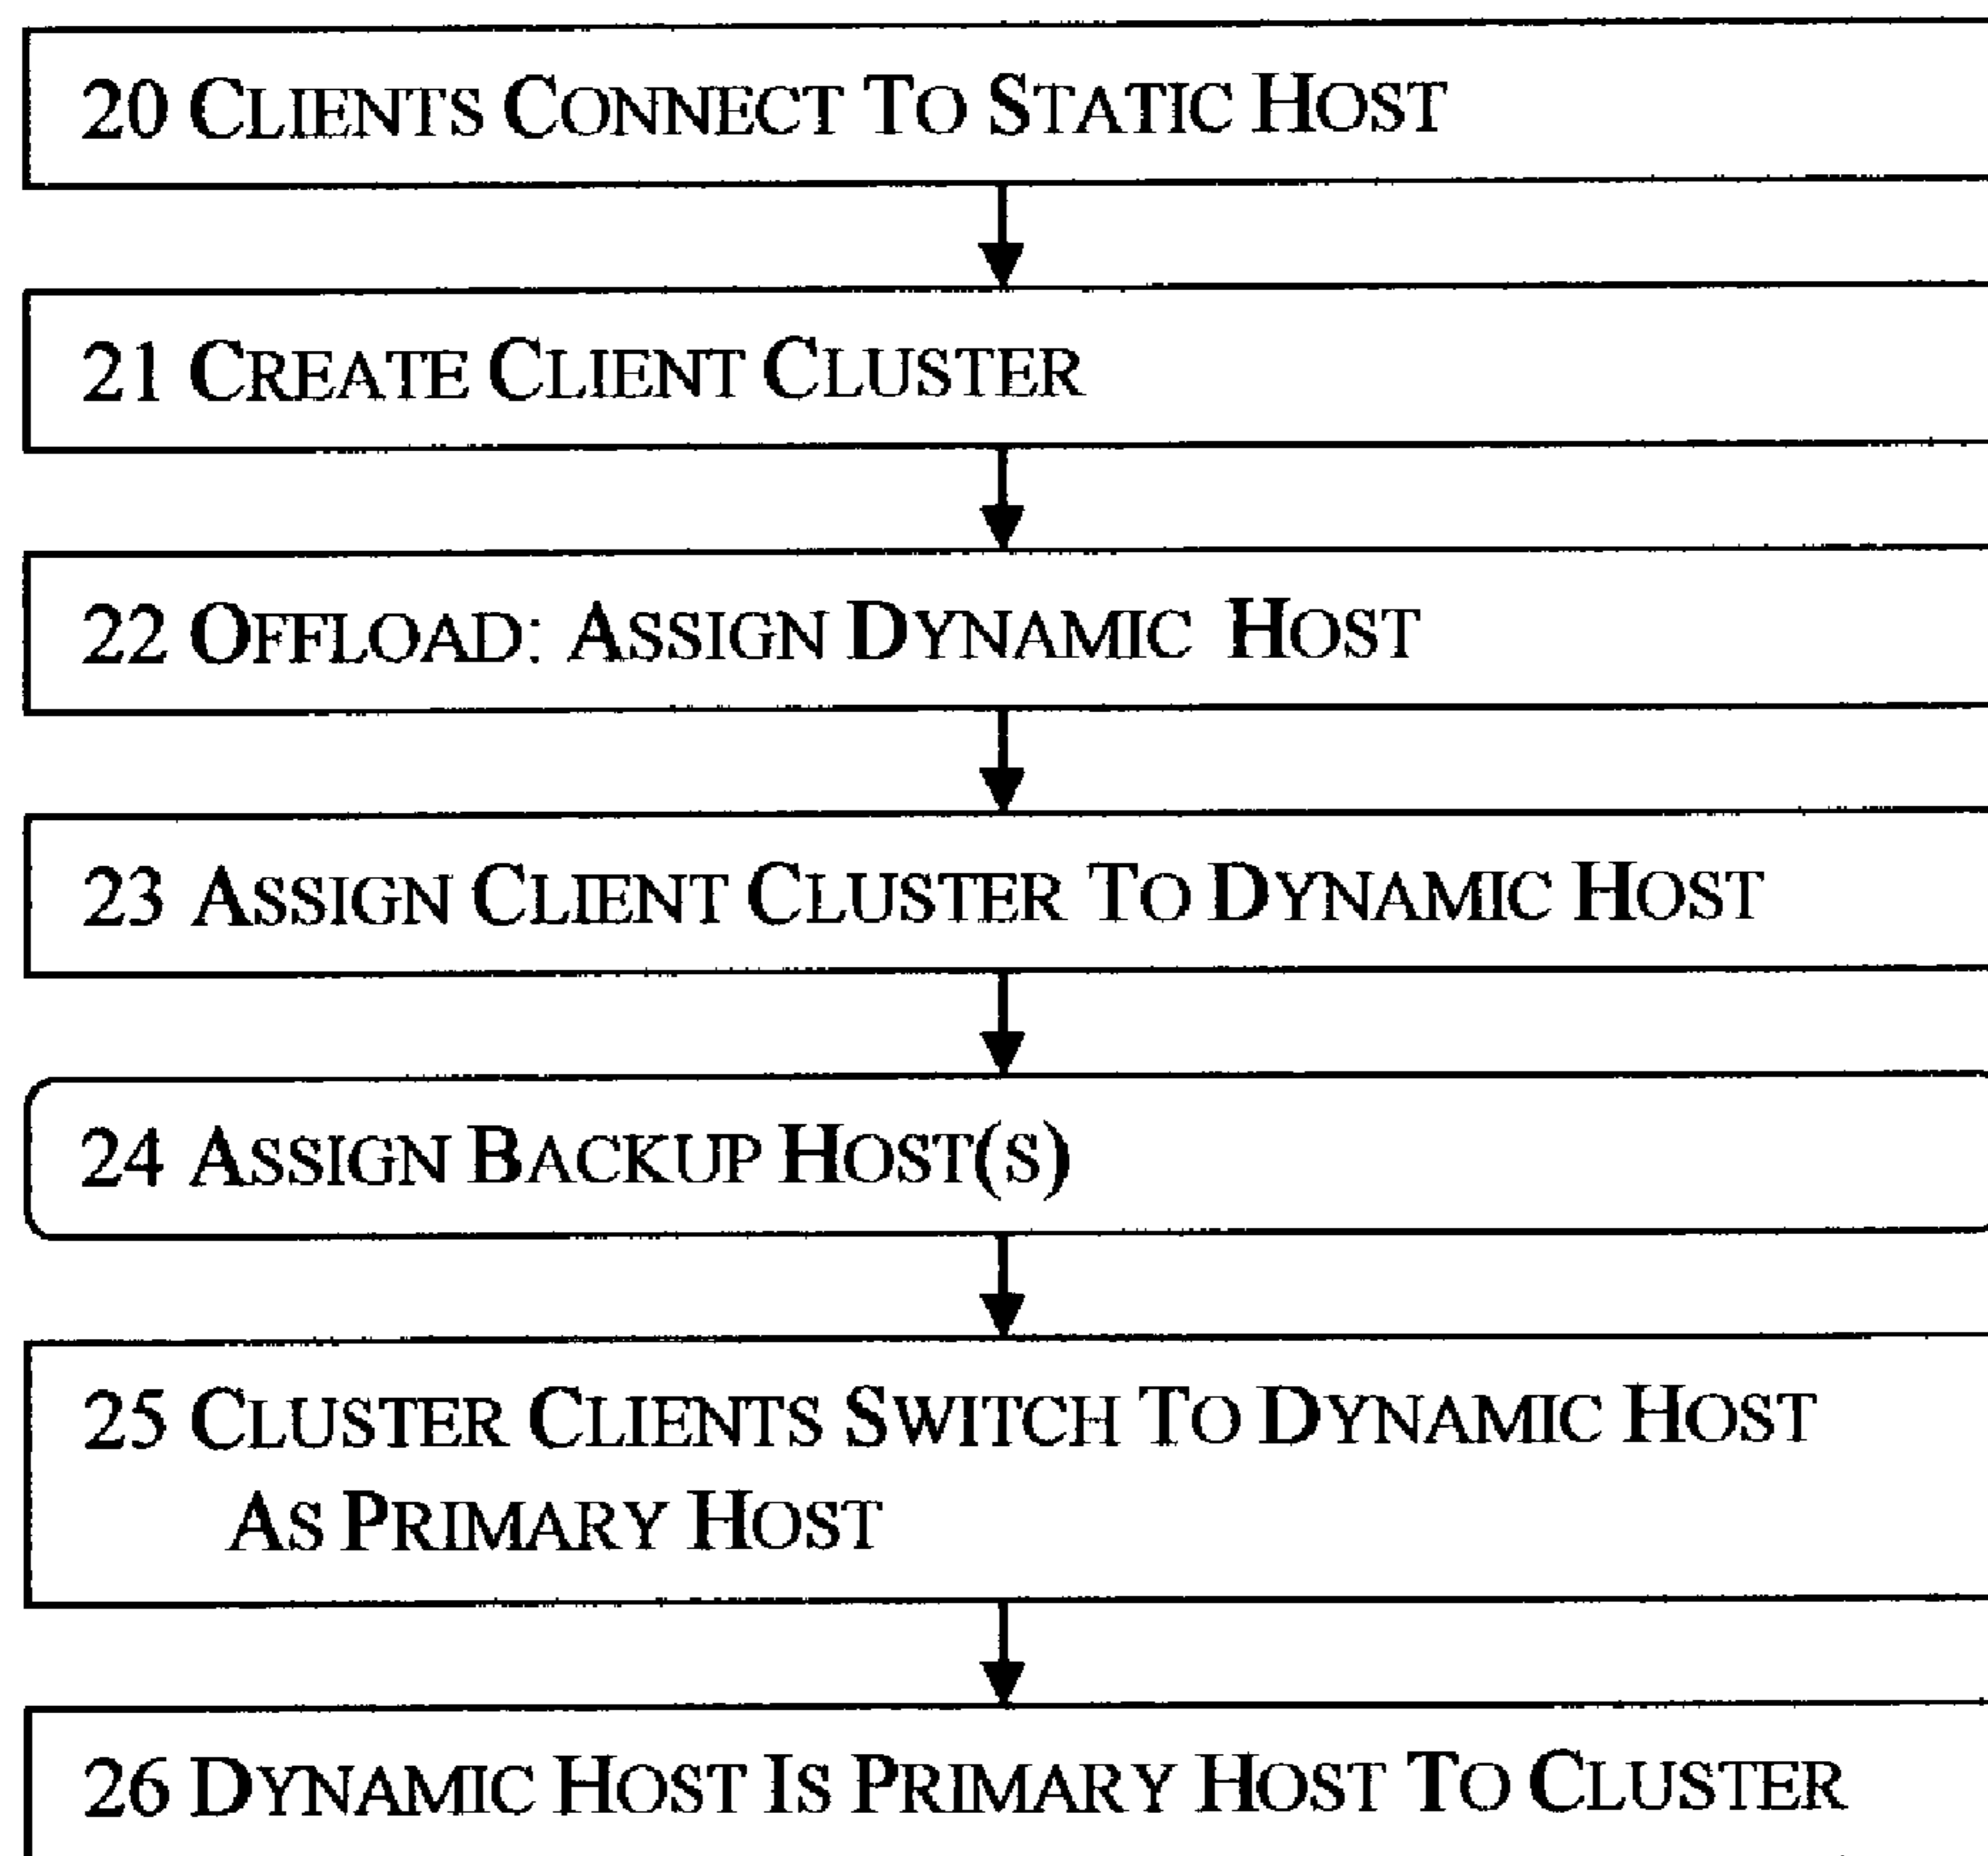 20 CLIENTS CONNECT TO STATIC HOST
21 CREATE CLIENT CLUSTER
22 OFFLOAD: ASSIGN DYNAMIC HOST
23 ASSIGN CLIENT CLUSTER TO DYNAMIC HOST
24 ASSIGN BACKUP HOST(S)
25 CLUSTER CLIENTS SWITCH TO DYNAMIC HOST
AS PRIMARY HOST
26 DYNAMIC HOST IS PRIMARY HOST TO CLUSTER